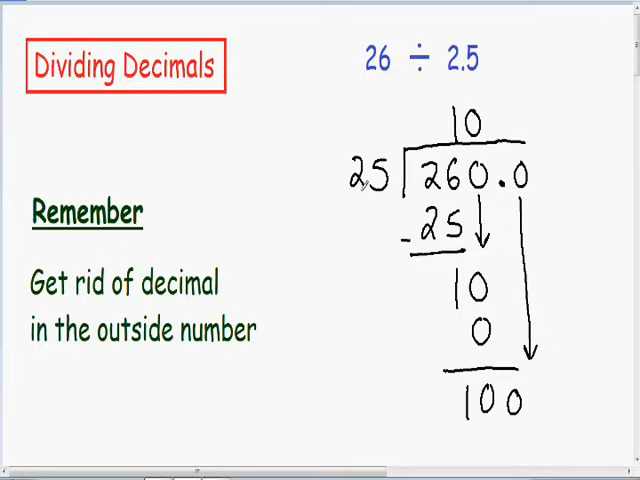 Dividing Decimals
26 ÷ 2.5
10
25 260.0
- 25
10
0
100
Remember
Get rid of decimal
in the outside number